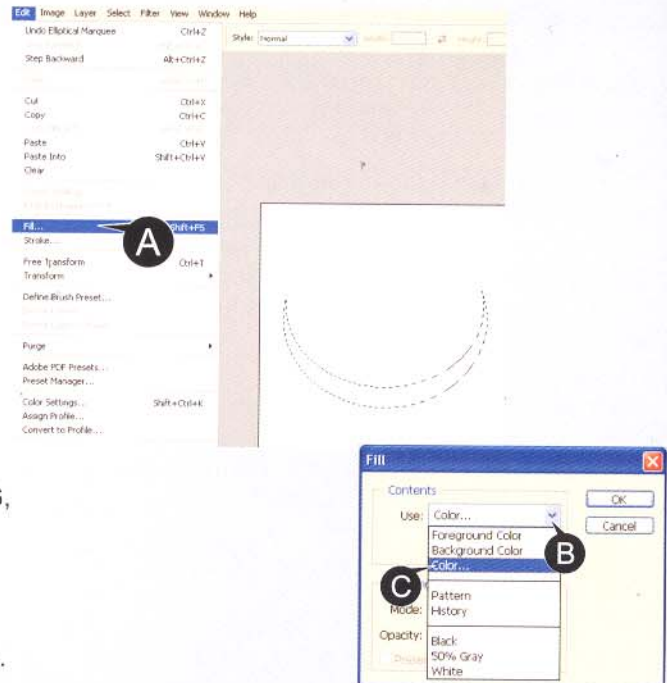 Edit Image Layer Select Filter View Window Help
Undo Elliptical Marquee Ctrl+Z
Style: Normal
Step Backward Alt+Ctrl+Z
Cut Ctrl+X
Copy Ctrl+C
Paste Ctrl+V
Paste Into Shift+Ctrl+V
Clear
Fill... Shift+F5
A
Stroke...
Free Transform Ctrl+T
Transform
Define Brush Preset...
Purge
Adobe PDF Presets...
Preset Manager...
Color Settings... Shift+Ctrl+K
Assign Profile...
Convert to Profile...
Fill
Contents
OK
Use: Color...
Cancel
Foreground Color
B
Background Color
Color...
C
Pattern
Mode: History
Opacity: Black
50% Gray
White